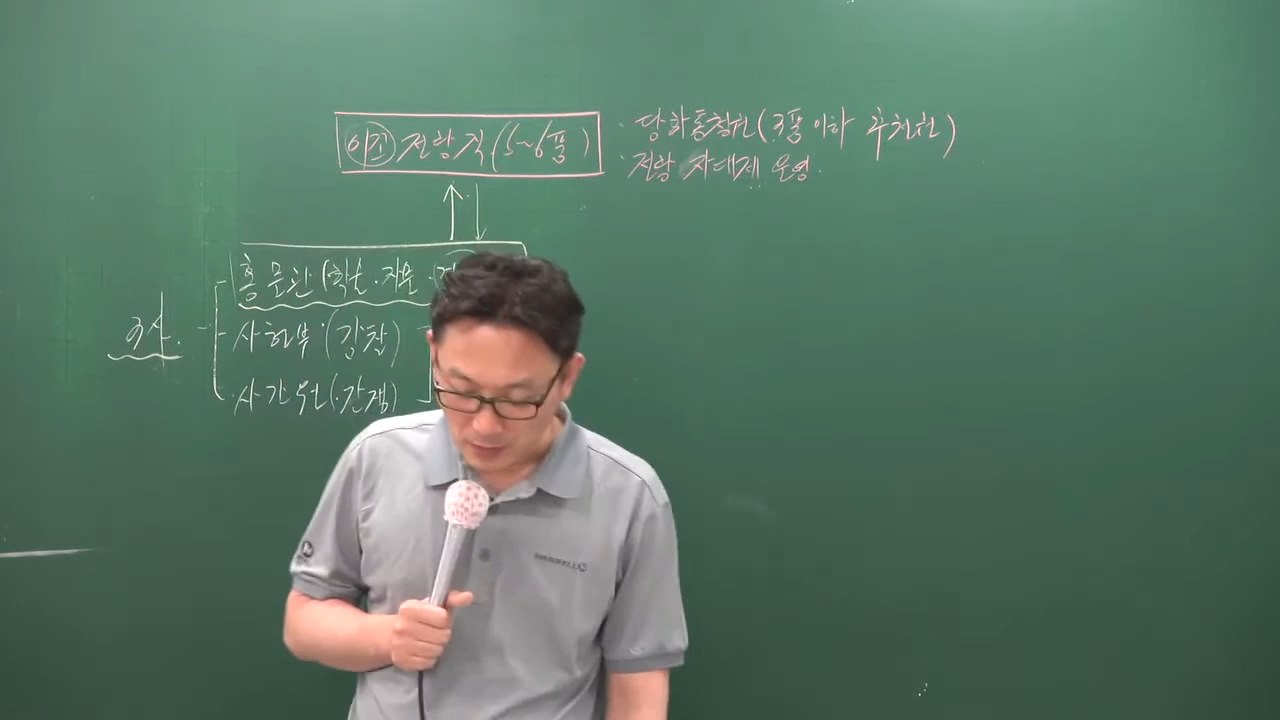 이조 전랑직(5~6품)
· 당하통청권(3품 이하 추천권)
· 전랑 자대제 운영
홍문관 (학술·자문·
3사.
사헌부 (감찰)
사간원 (간쟁)